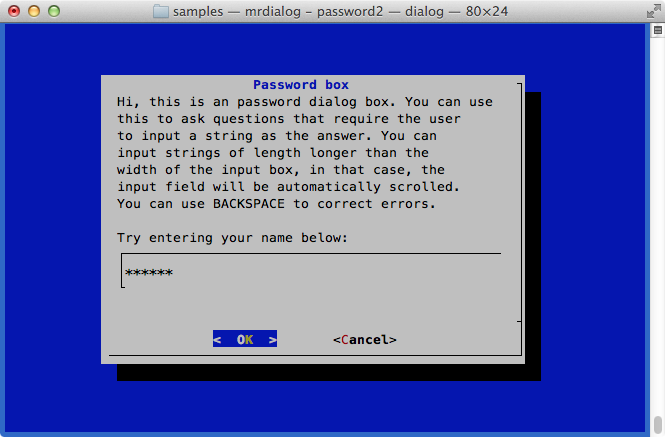 samples — mrdialog – password2 — dialog — 80×24
Password box
Hi, this is an password dialog box. You can use
this to ask questions that require the user
to input a string as the answer. You can
input strings of length longer than the
width of the input box, in that case, the
input field will be automatically scrolled.
You can use BACKSPACE to correct errors.
Try entering your name below:
******
<  OK  > <Cancel>